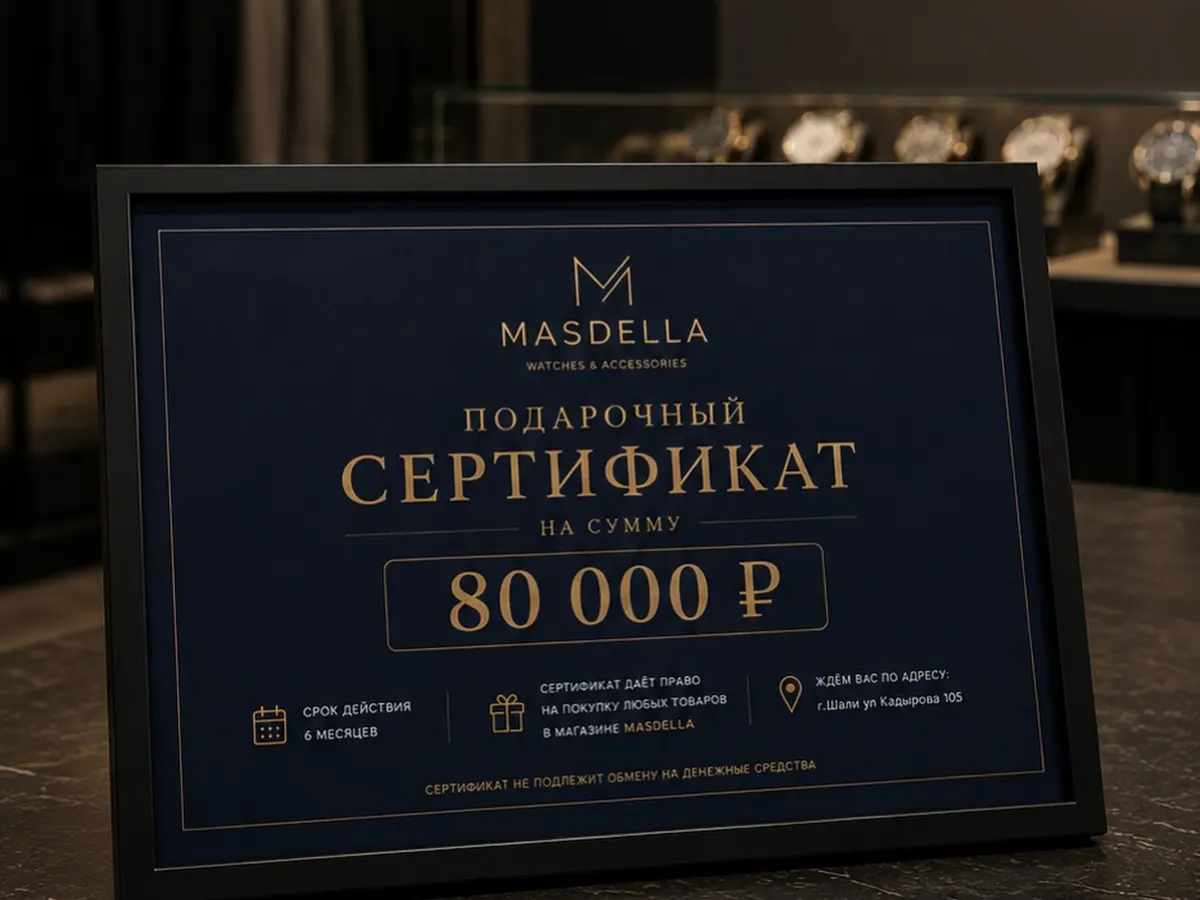 MASDELLA
WATCHES & ACCESSORIES
ПОДАРОЧНЫЙ
СЕРТИФИКАТ
НА СУММУ
80 000 ₽
СРОК ДЕЙСТВИЯ
6 МЕСЯЦЕВ
СЕРТИФИКАТ ДАЁТ ПРАВО
НА ПОКУПКУ ЛЮБЫХ ТОВАРОВ
В МАГАЗИНЕ MASDELLA
ЖДЁМ ВАС ПО АДРЕСУ:
г.Шали ул Кадырова 105
СЕРТИФИКАТ НЕ ПОДЛЕЖИТ ОБМЕНУ НА ДЕНЕЖНЫЕ СРЕДСТВА